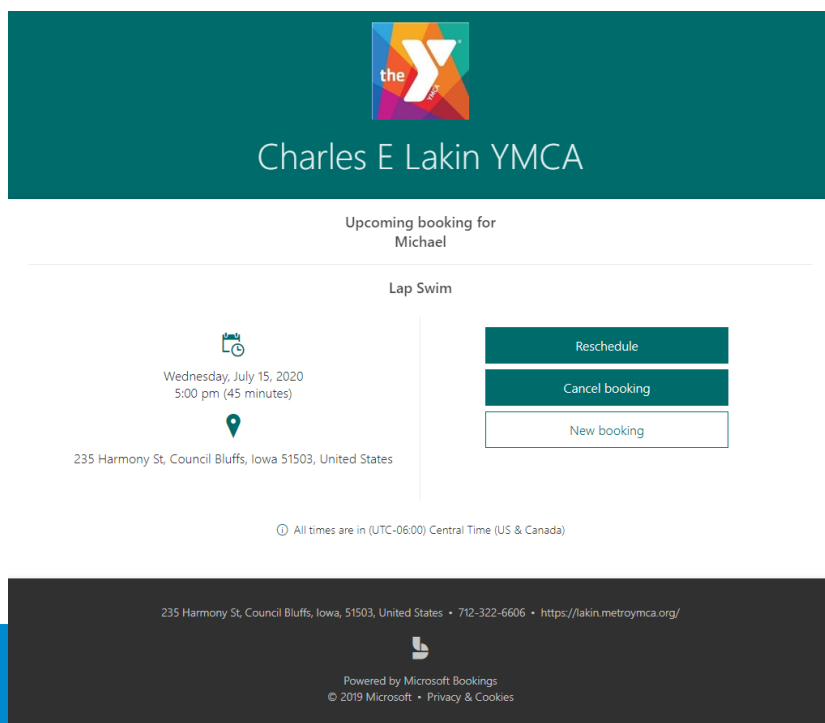 the
YMCA
Charles E Lakin YMCA
Upcoming booking for
Michael
Lap Swim
Wednesday, July 15, 2020
5:00 pm (45 minutes)
235 Harmony St, Council Bluffs, Iowa 51503, United States
Reschedule
Cancel booking
New booking
All times are in (UTC-06:00) Central Time (US & Canada)
235 Harmony St, Council Bluffs, Iowa, 51503, United States • 712-322-6606 • https://lakin.metroymca.org/
Powered by Microsoft Bookings
© 2019 Microsoft • Privacy & Cookies